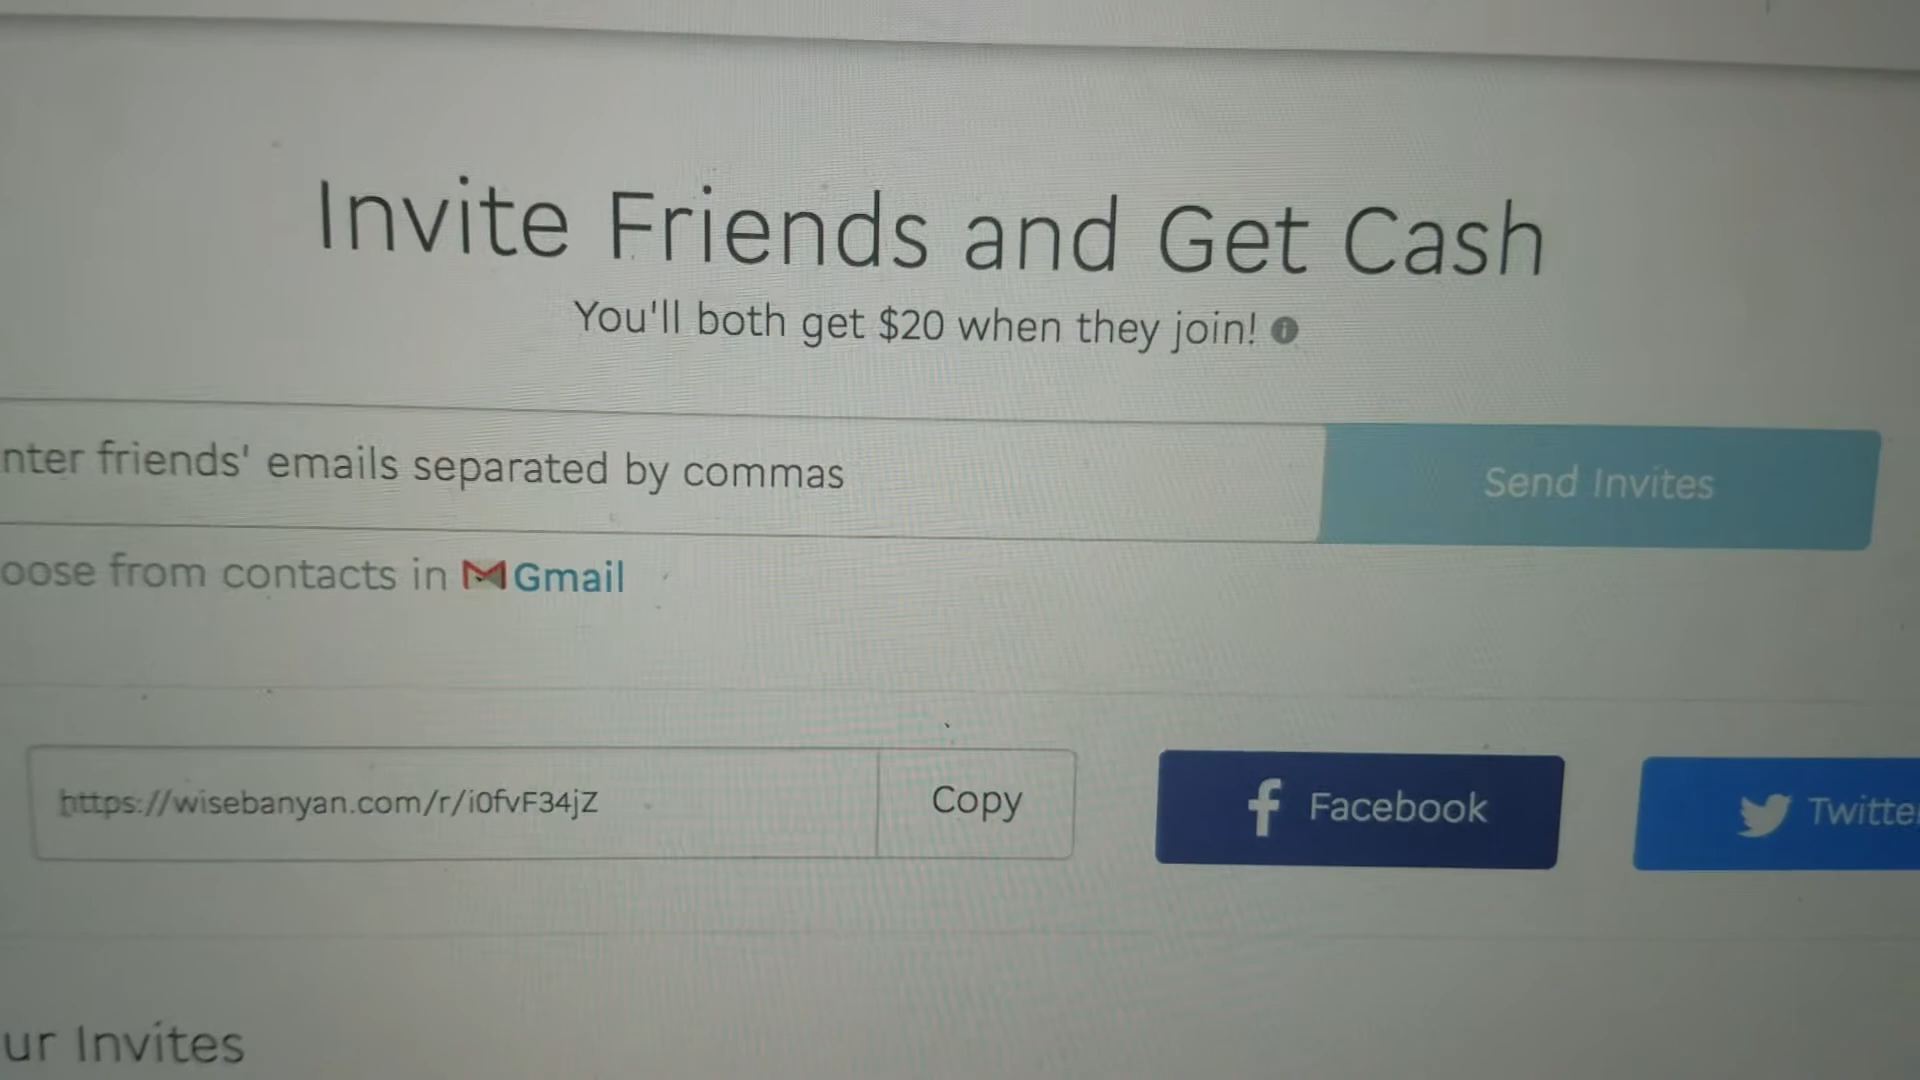 Invite Friends and Get Cash
You'll both get $20 when they join!
nter friends' emails separated by commas
Send Invites
oose from contacts in Gmail
https://wisebanyan.com/r/i0fvF34jZ
Copy
Facebook
Twitter
ur Invites